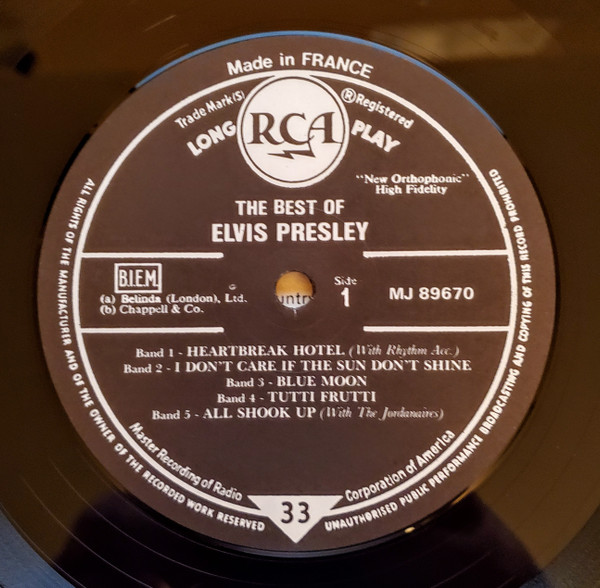 Made in FRANCE
Trade Mark(S) ® Registered
LONG RCA PLAY
"New Orthophonic"
High Fidelity
THE BEST OF
ELVIS PRESLEY
B.I.E.M.
(a) Belinda (London), Ltd.
(b) Chappell & Co.
Side
1
MJ 89670
Band 1 - HEARTBREAK HOTEL (With Rhythm Acc.)
Band 2 - I DON'T CARE IF THE SUN DON'T SHINE
Band 3 - BLUE MOON
Band 4 - TUTTI FRUTTI
Band 5 - ALL SHOOK UP (With The Jordanaires)
Master Recording of Radio Corporation of America
33
ALL RIGHTS OF THE MANUFACTURER AND OF THE OWNER OF THE RECORDED WORK RESERVED
UNAUTHORISED PUBLIC PERFORMANCE BROADCASTING AND COPYING OF THIS RECORD PROHIBITED